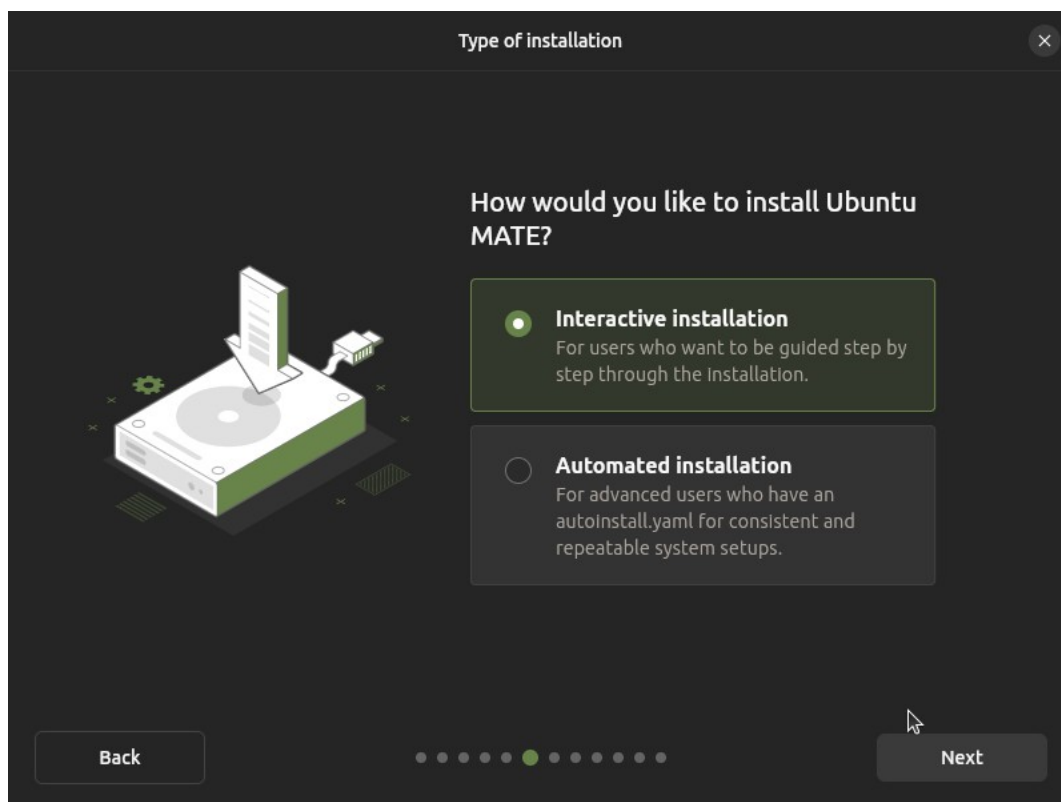 Type of installation
How would you like to install Ubuntu
MATE?
Interactive installation
For users who want to be guided step by
step through the installation.
Automated installation
For advanced users who have an
autoinstall.yaml for consistent and
repeatable system setups.
Back
Next